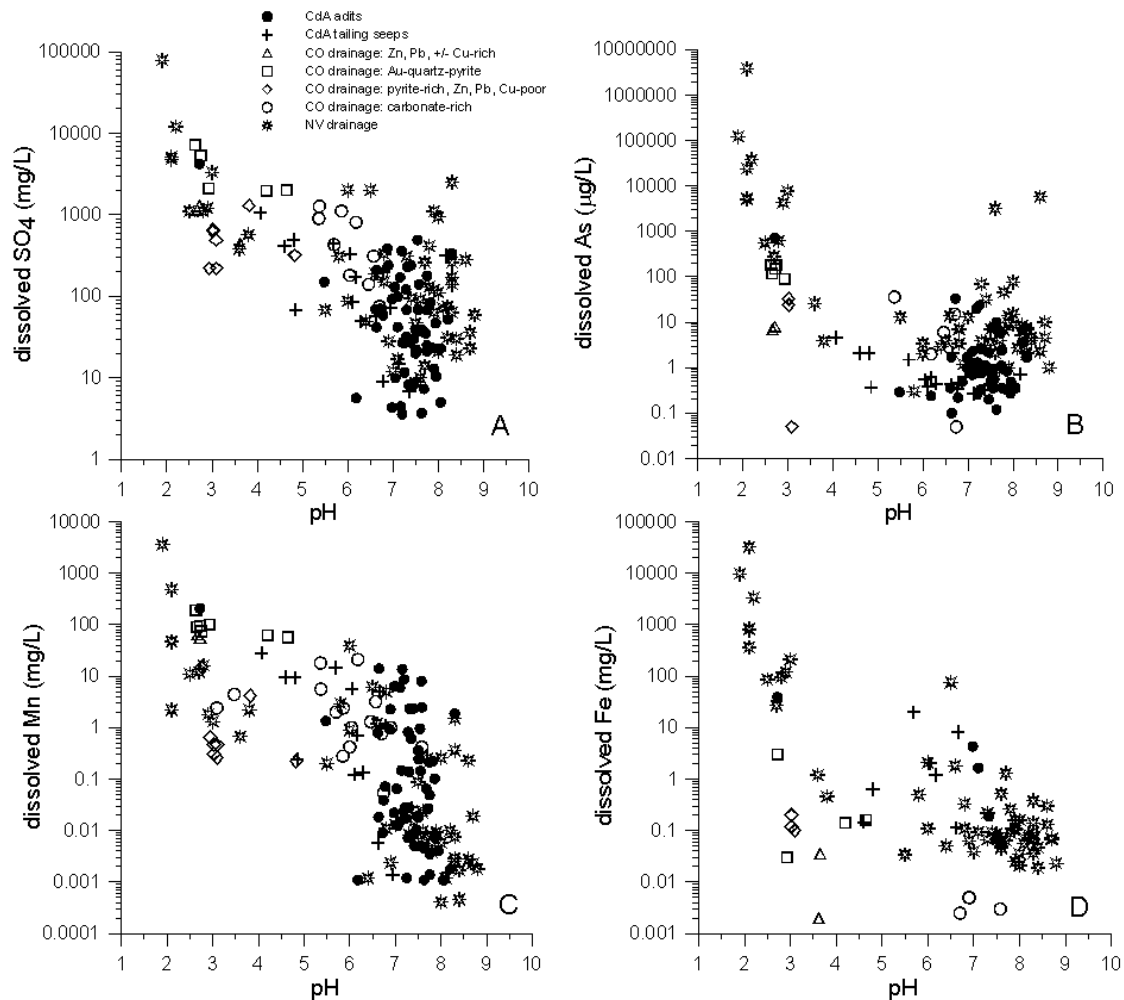 CdA adits
CdA tailing seeps
CO drainage: Zn, Pb, +/- Cu-rich
CO drainage: Au-quartz-pyrite
CO drainage: pyrite-rich, Zn, Pb, Cu-poor
CO drainage: carbonate-rich
NV drainage
A
100000
10000
1000
100
10
1
dissolved SO4 (mg/L)
1 2 3 4 5 6 7 8 9 10
pH
B
10000000
1000000
100000
10000
1000
100
10
1
0.1
0.01
dissolved As (µg/L)
1 2 3 4 5 6 7 8 9 10
pH
C
10000
1000
100
10
1
0.1
0.01
0.001
0.0001
dissolved Mn (mg/L)
1 2 3 4 5 6 7 8 9 10
pH
D
100000
10000
1000
100
10
1
0.1
0.01
0.001
dissolved Fe (mg/L)
1 2 3 4 5 6 7 8 9 10
pH